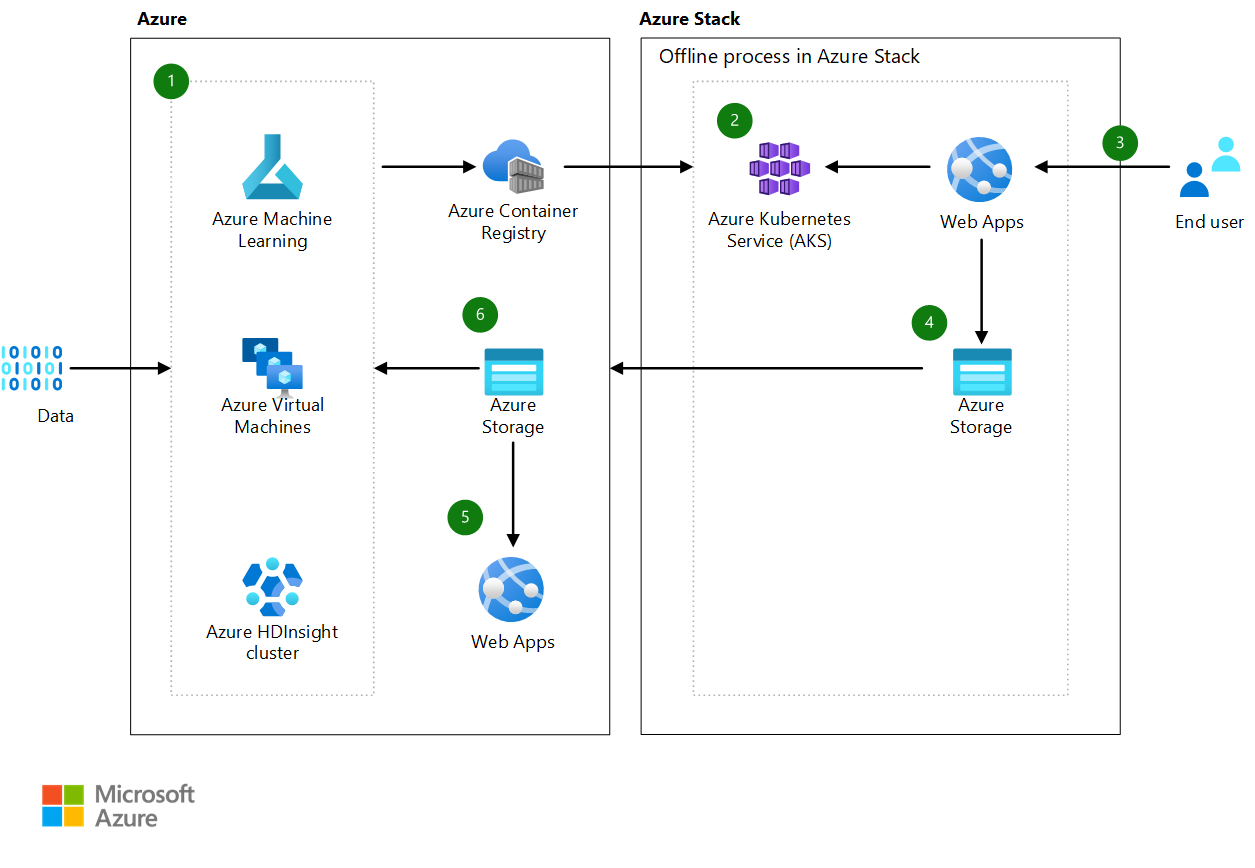 Azure
Azure Stack
Offline process in Azure Stack
1
2
3
Azure Machine
Learning
Azure Container
Registry
Azure Kubernetes
Service (AKS)
Web Apps
End user
6
4
Data
Azure Virtual
Machines
Azure
Storage
Azure
Storage
5
Azure HDInsight
cluster
Web Apps
Microsoft
Azure